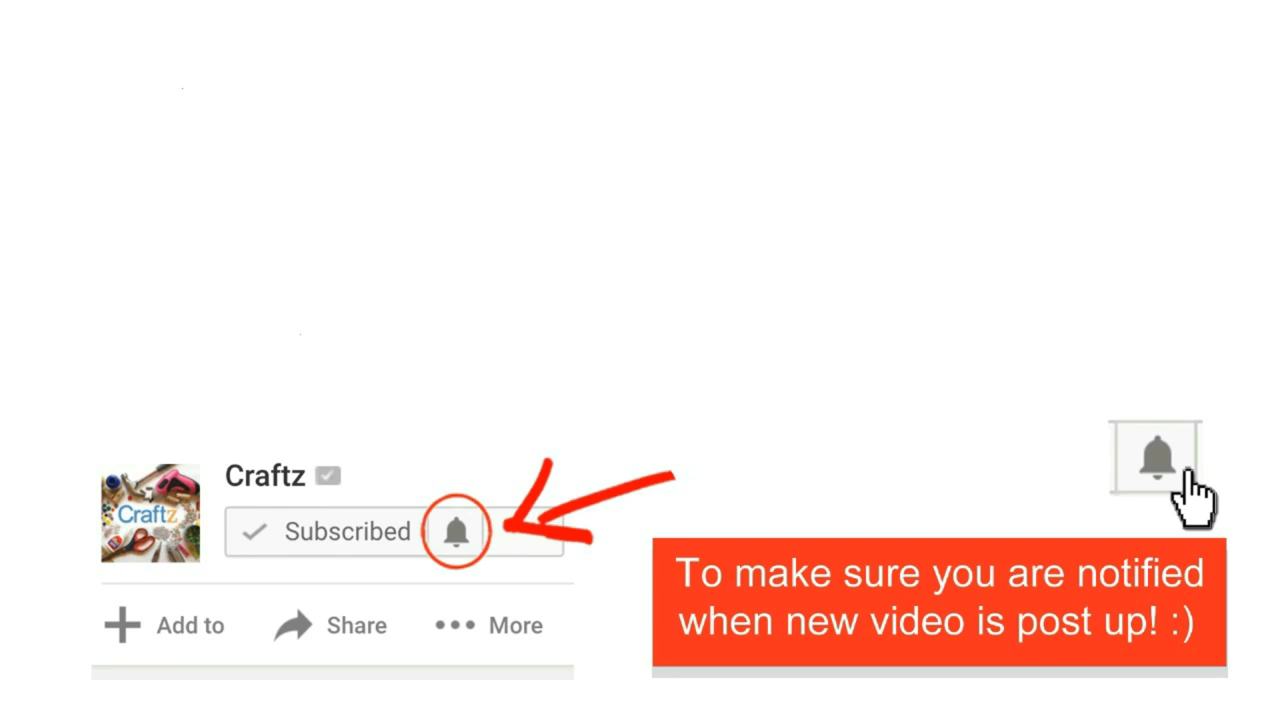 Craftz
Craftz
Subscribed
Add to
Share
More
To make sure you are notified
when new video is post up! :)